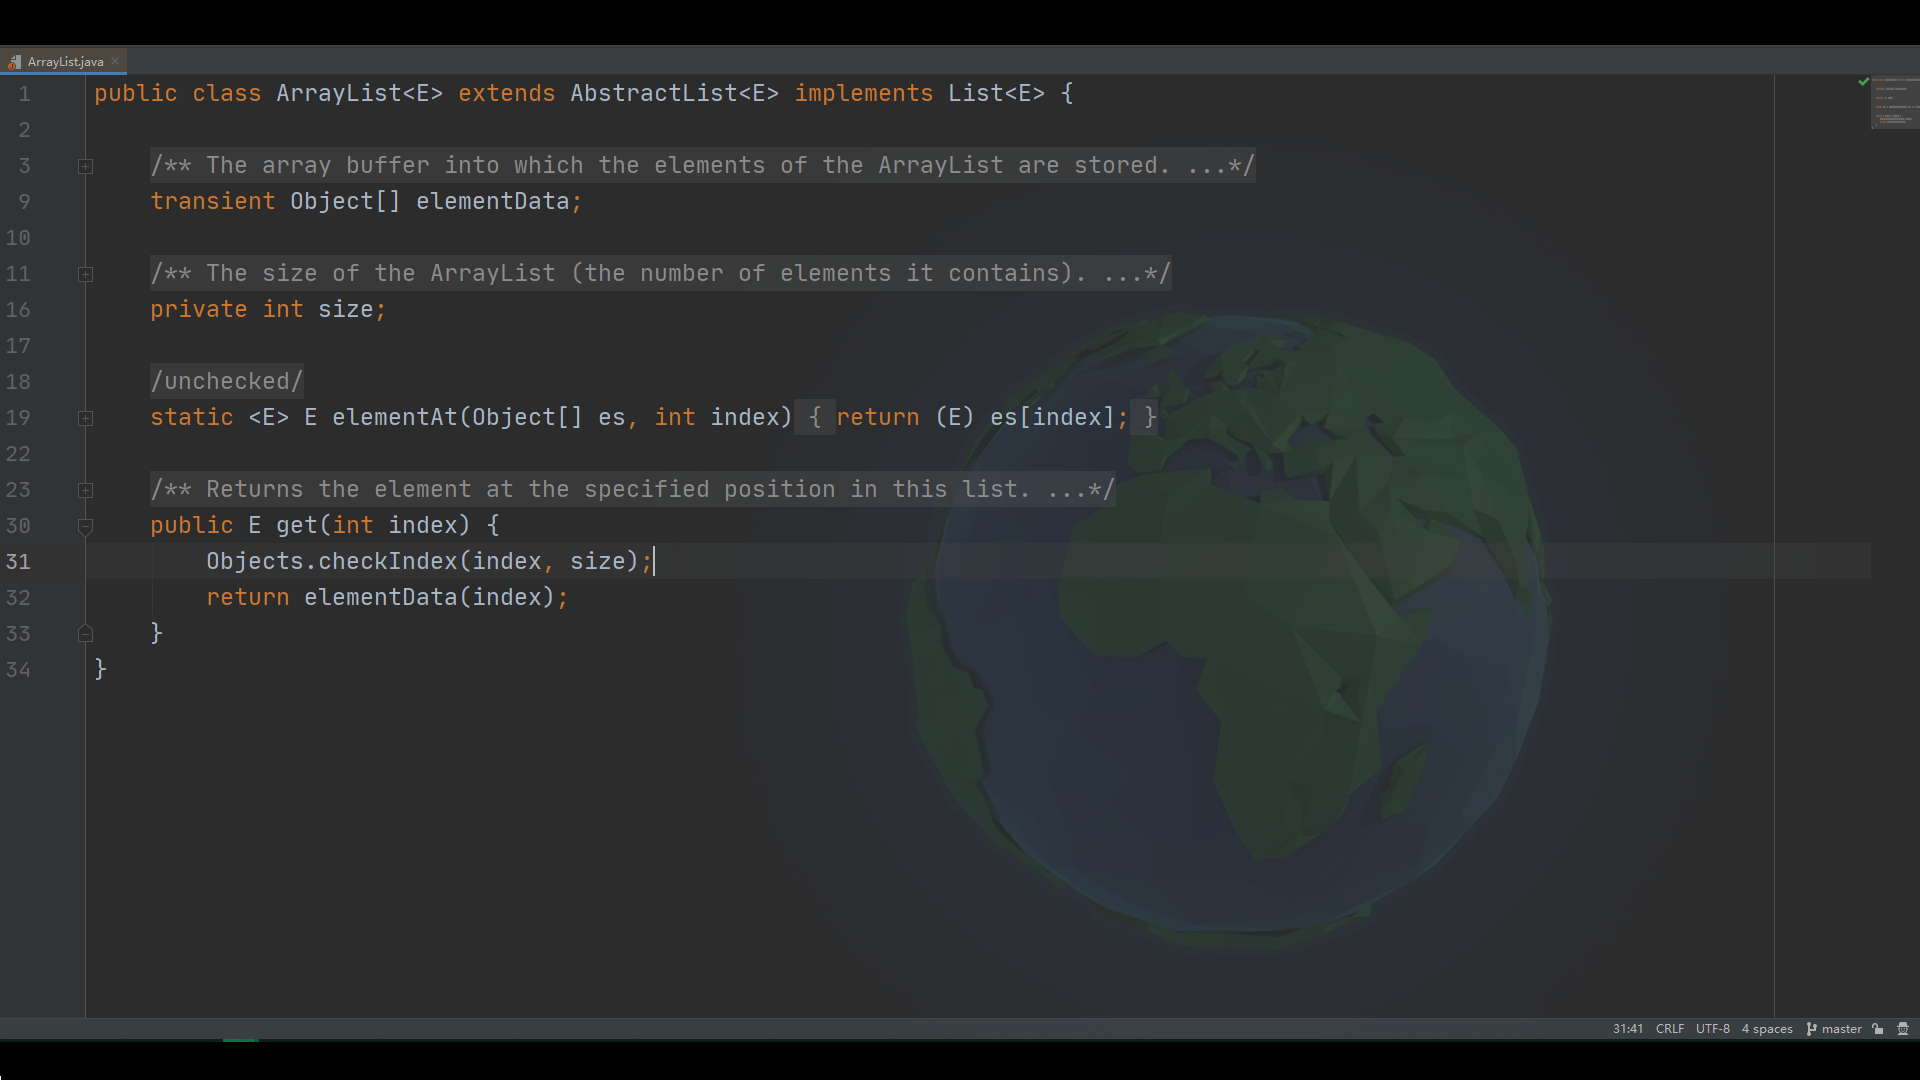 ArrayList.java
1 public class ArrayList<E> extends AbstractList<E> implements List<E> {
2
3 /** The array buffer into which the elements of the ArrayList are stored. ...*/
9 transient Object[] elementData;
10
11 /** The size of the ArrayList (the number of elements it contains). ...*/
16 private int size;
17
18 /unchecked/
19 static <E> E elementAt(Object[] es, int index) { return (E) es[index]; }
22
23 /** Returns the element at the specified position in this list. ...*/
30 public E get(int index) {
31 Objects.checkIndex(index, size);
32 return elementData(index);
33 }
34 }
31:41 CRLF UTF-8 4 spaces master